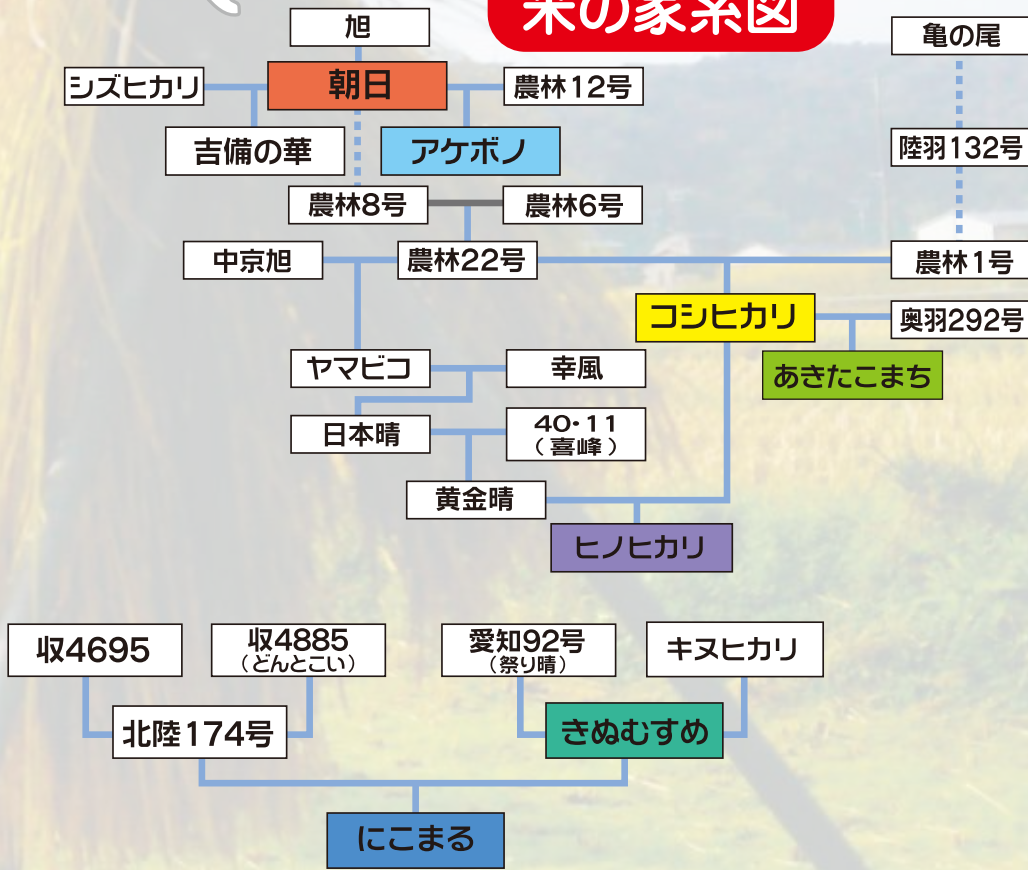 米の家系図
旭
亀の尾
シズヒカリ
朝日
農林12号
吉備の華
アケボノ
陸羽132号
農林8号
農林6号
中京旭
農林22号
農林1号
コシヒカリ
奥羽292号
ヤマビコ
幸風
あきたこまち
日本晴
40・11
（喜峰）
黄金晴
ヒノヒカリ
収4695
収4885
（どんとこい）
愛知92号
（祭り晴）
キヌヒカリ
北陸174号
きぬむすめ
にこまる